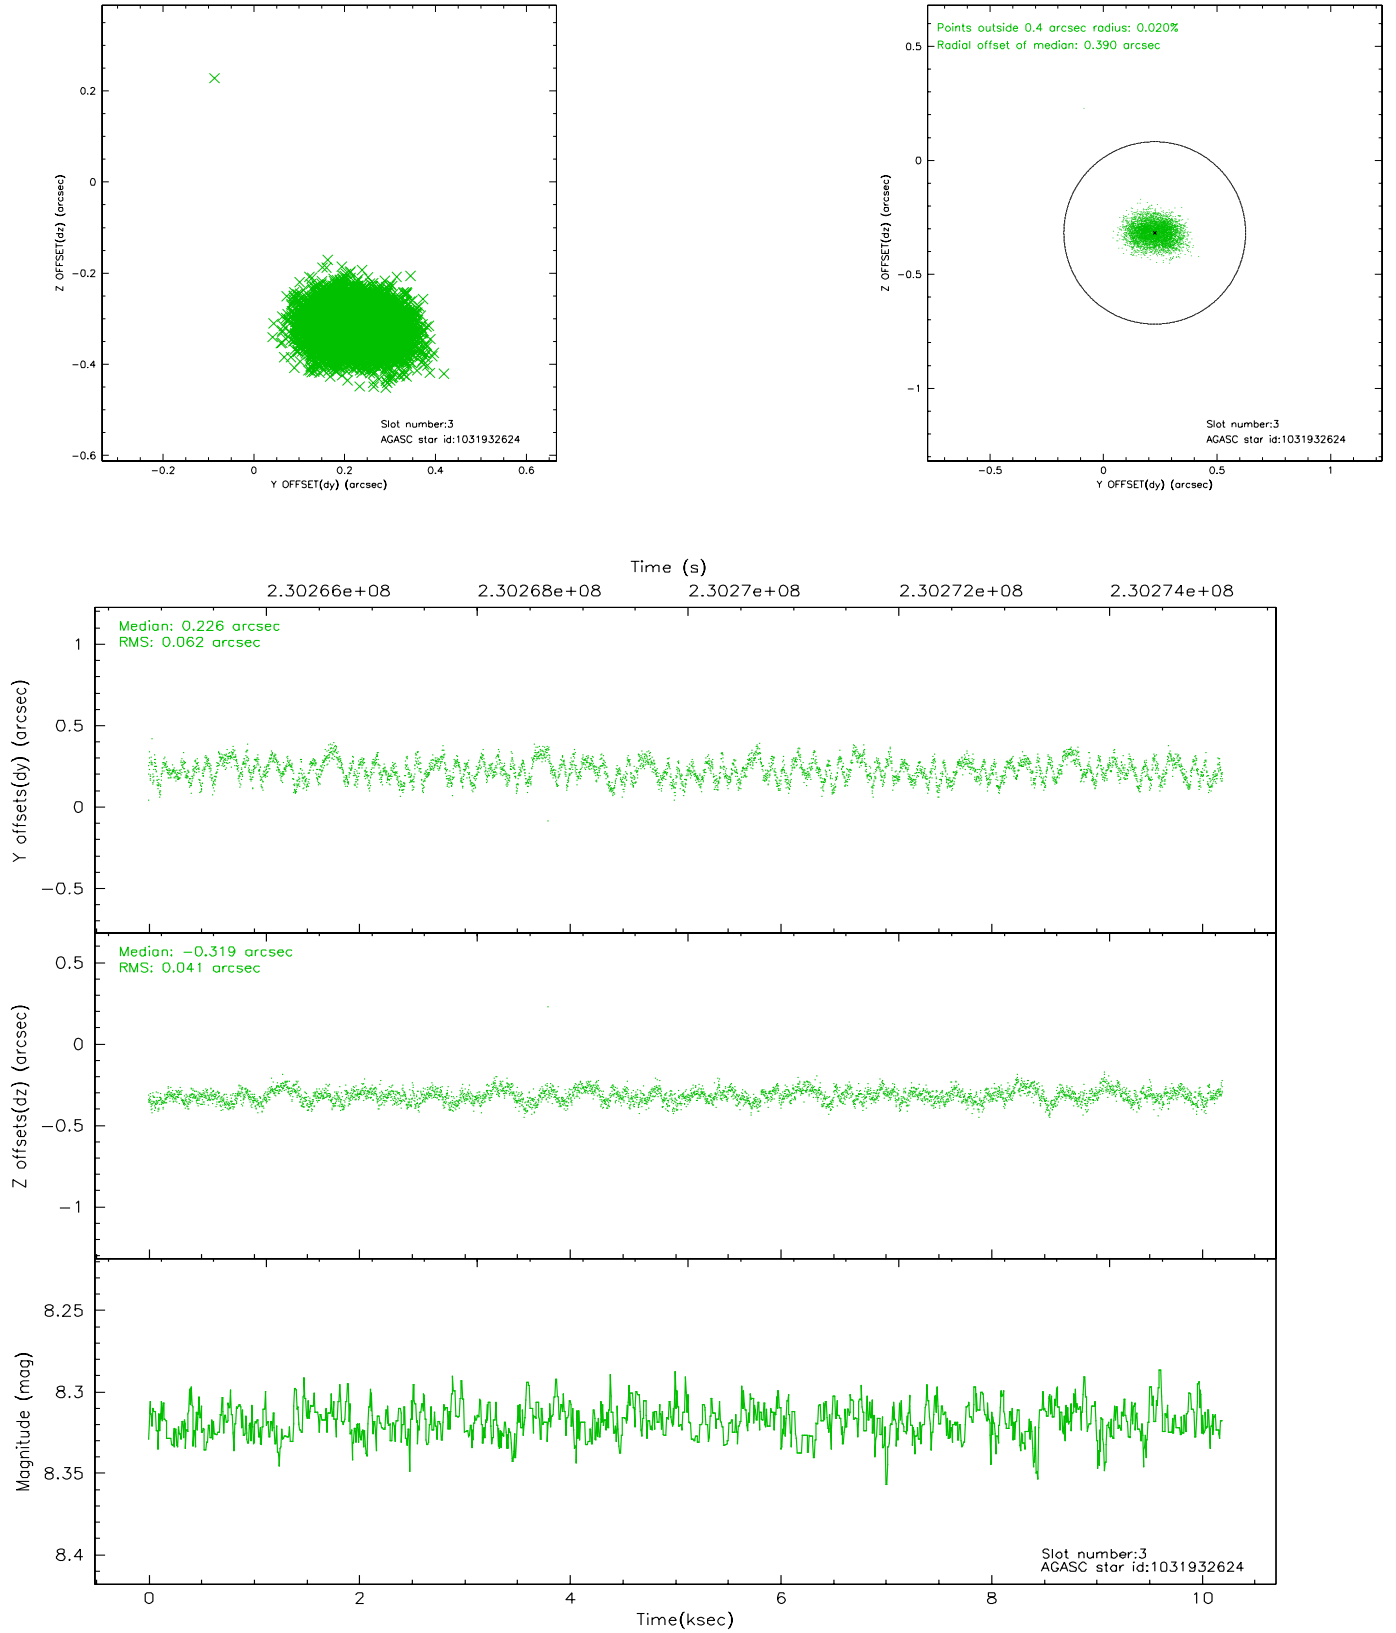 0.2
0
−0.2
−0.4
−0.6
Z OFFSET(dz) (arcsec)
Slot number:3
AGASC star id:1031932624
−0.2 0 0.2 0.4 0.6
Y OFFSET(dy) (arcsec)
Points outside 0.4 arcsec radius: 0.020%
Radial offset of median: 0.390 arcsec
0.5
0
−0.5
−1
Z OFFSET(dz) (arcsec)
Slot number:3
AGASC star id:1031932624
−0.5 0 0.5 1
Y OFFSET(dy) (arcsec)
Time (s)
2.30266e+08 2.30268e+08 2.3027e+08 2.30272e+08 2.30274e+08
Median: 0.226 arcsec
RMS: 0.062 arcsec
1
0.5
0
−0.5
Y offsets(dy) (arcsec)
Median: −0.319 arcsec
RMS: 0.041 arcsec
0.5
0
−0.5
−1
Z offsets(dz) (arcsec)
8.25
8.3
8.35
8.4
Magnitude (mag)
Slot number:3
AGASC star id:1031932624
0 2 4 6 8 10
Time(ksec)